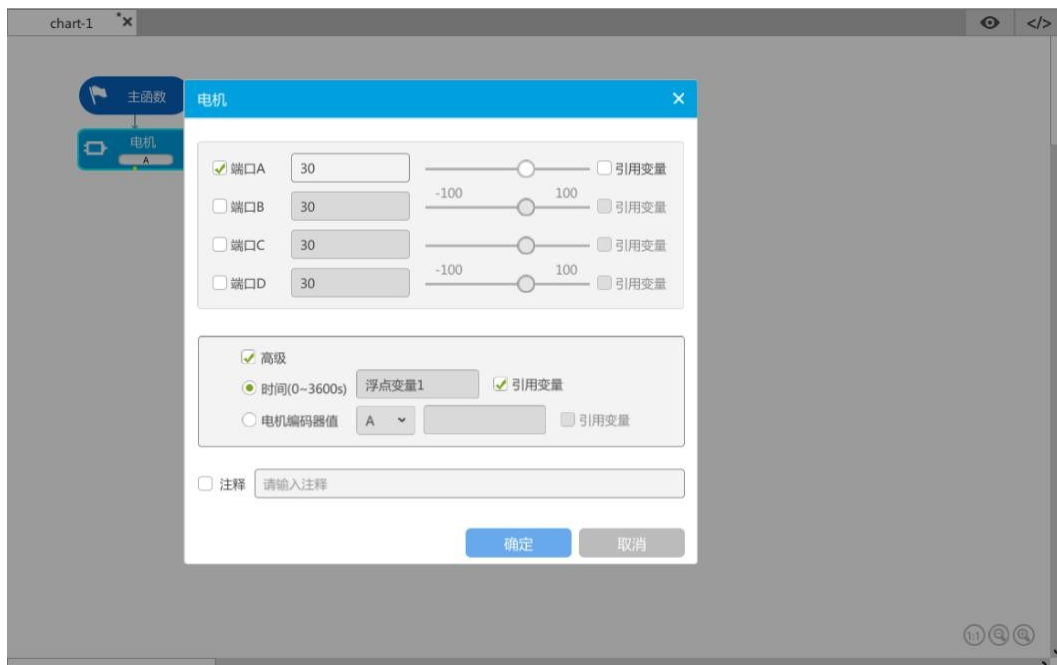 chart-1 *
</>
主函数
电机
A
电机
端口A 30 引用变量
-100 100
端口B 30 引用变量
端口C 30 引用变量
-100 100
端口D 30 引用变量
高级
时间(0~3600s) 浮点变量1 引用变量
电机编码器值 A 引用变量
注释 请输入注释
确定 取消
1:1